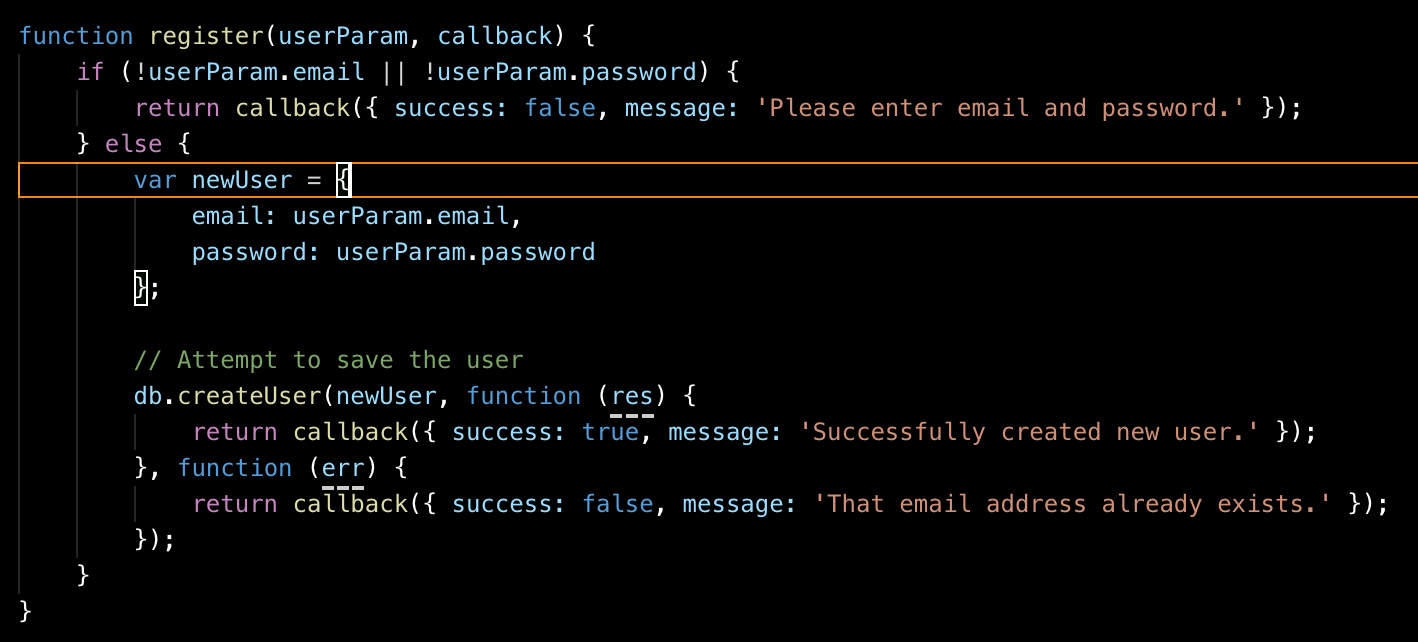 function register(userParam, callback) {
    if (!userParam.email || !userParam.password) {
        return callback({ success: false, message: 'Please enter email and password.' });
    } else {
        var newUser = {
            email: userParam.email,
            password: userParam.password
        };

        // Attempt to save the user
        db.createUser(newUser, function (res) {
            return callback({ success: true, message: 'Successfully created new user.' });
        }, function (err) {
            return callback({ success: false, message: 'That email address already exists.' });
        });
    }
}